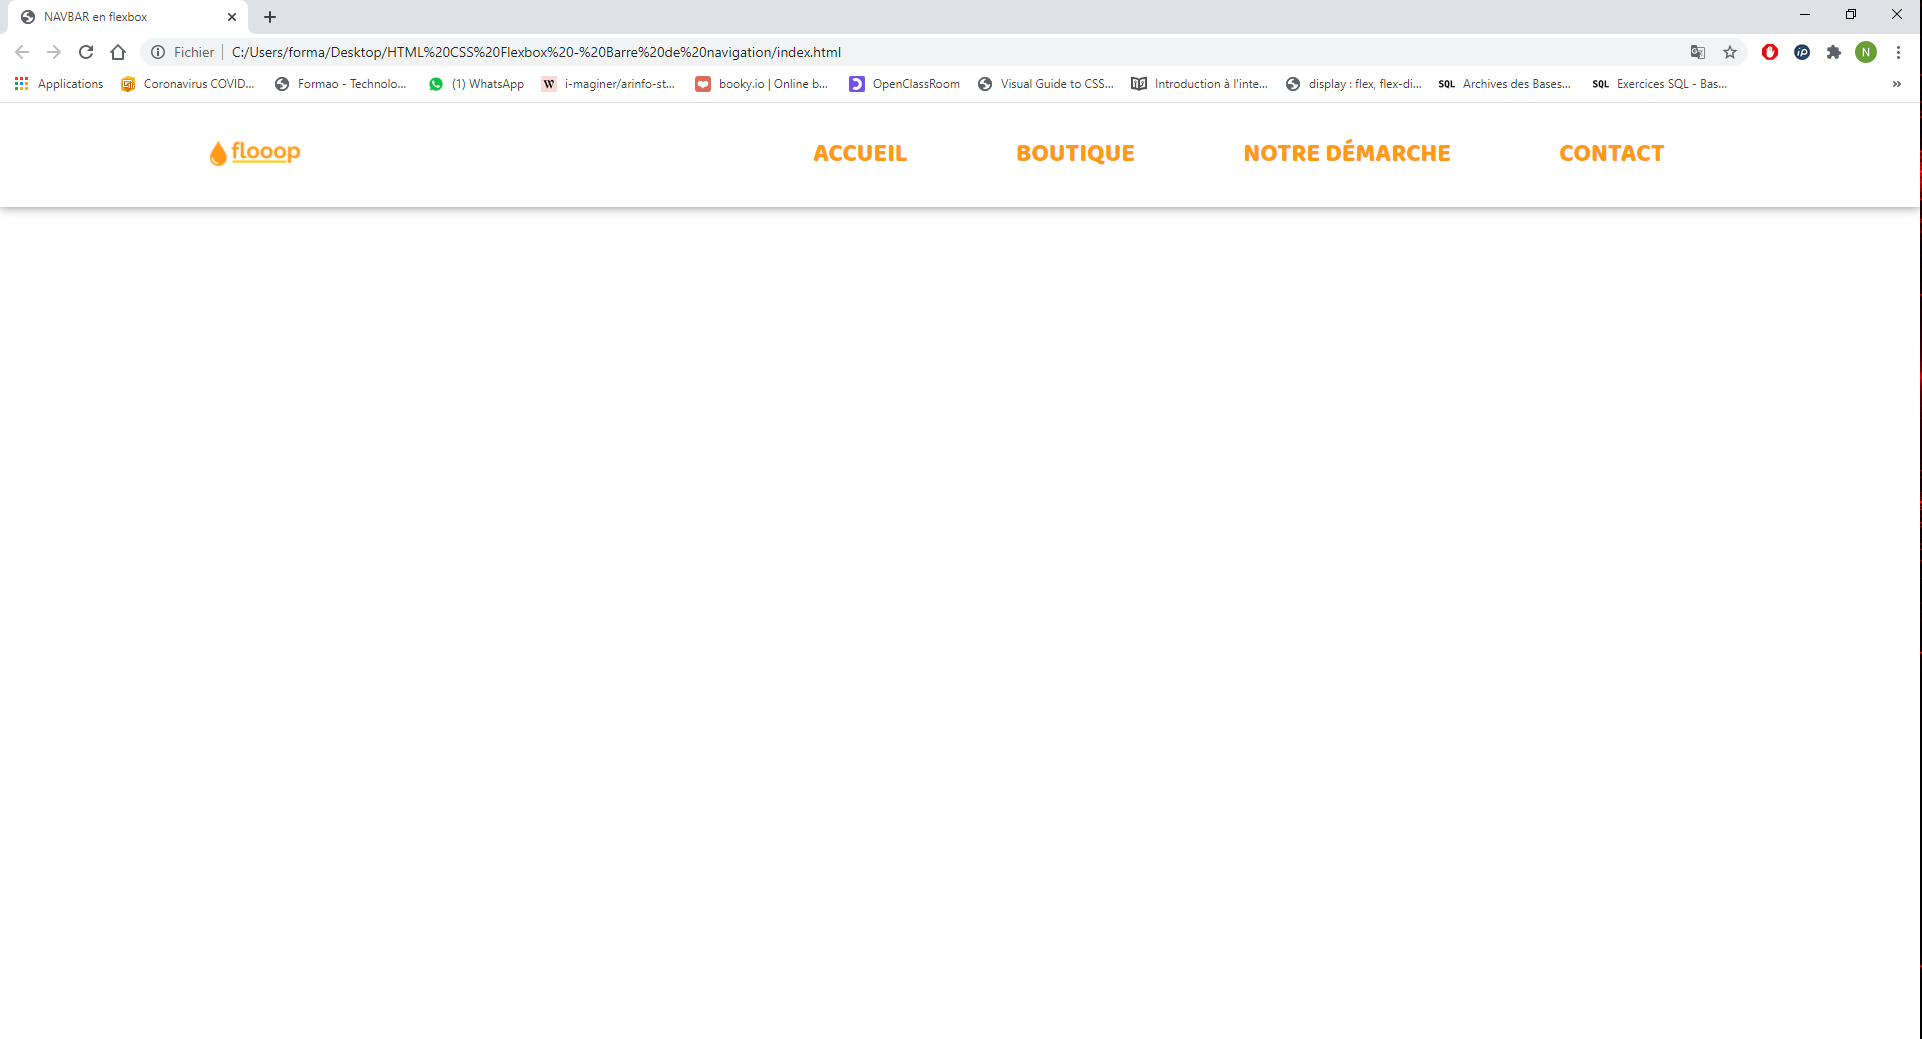 NAVBAR en flexbox
Fichier C:/Users/forma/Desktop/HTML%20CSS%20Flexbox%20-%20Barre%20de%20navigation/index.html N
Applications Coronavirus COVID... Formao - Technolo... (1) WhatsApp W i-imaginer/arinfo-st... booky.io | Online b... OpenClassRoom Visual Guide to CSS... Introduction à l'inte... display : flex, flex-di... SQL Archives des Bases... SQL Exercices SQL - Bas... »
flooop ACCUEIL BOUTIQUE NOTRE DÉMARCHE CONTACT